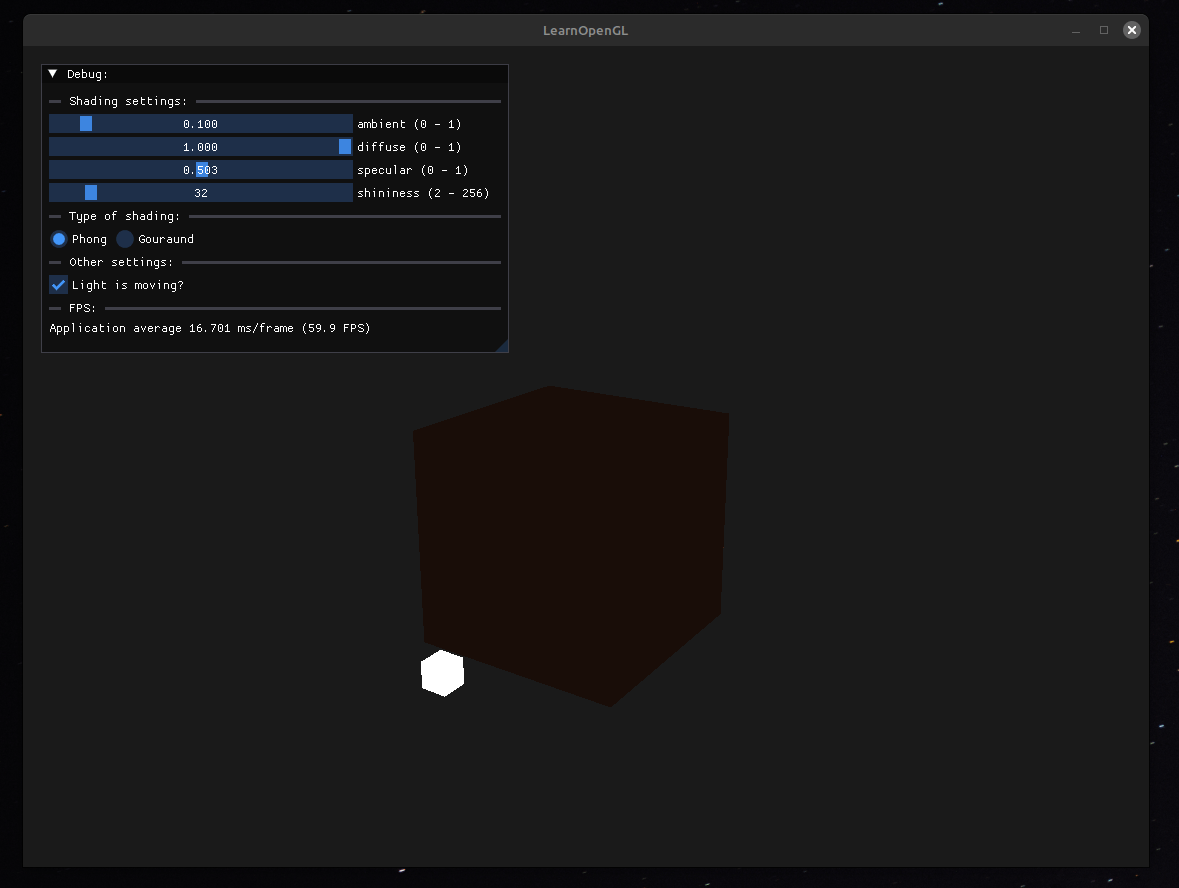 LearnOpenGL
Debug:
Shading settings:
0.100 ambient (0 - 1)
1.000 diffuse (0 - 1)
0.503 specular (0 - 1)
32 shininess (2 - 256)
Type of shading:
Phong Gouraund
Other settings:
Light is moving?
FPS:
Application average 16.701 ms/frame (59.9 FPS)